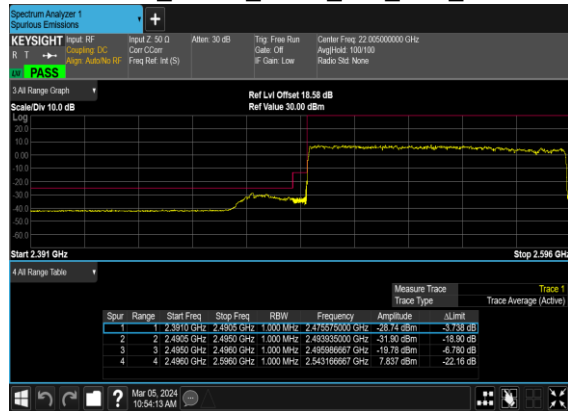 Spectrum Analyzer 1
Spurious Emissions
KEYSIGHT
R T
PASS
Input: RF
Coupling: DC
Align: Auto/No RF
Input Z: 50 Ω
Corr CCorr
Freq Ref: Int (S)
Atten: 30 dB
Trig: Free Run
Gate: Off
IF Gain: Low
Center Freq: 22.005000000 GHz
Avg|Hold: 100/100
Radio Std: None
3 All Range Graph
Scale/Div 10.0 dB
Ref Lvl Offset 18.58 dB
Ref Value 30.00 dBm
Log
20.0
10.0
0.00
-10.0
-20.0
-30.0
-40.0
-50.0
-60.0
Start 2.391 GHz
Stop 2.596 GHz
4 All Range Table
Measure Trace Trace 1
Trace Type Trace Average (Active)
Spur Range Start Freq Stop Freq RBW Frequency Amplitude ΔLimit
1 1 2.3910 GHz 2.4905 GHz 1.000 MHz 2.475575000 GHz -28.74 dBm -3.738 dB
2 2 2.4905 GHz 2.4950 GHz 1.000 MHz 2.493935000 GHz -31.90 dBm -18.90 dB
3 3 2.4950 GHz 2.4960 GHz 1.000 MHz 2.495986667 GHz -19.78 dBm -6.780 dB
4 4 2.4960 GHz 2.5960 GHz 1.000 MHz 2.543166667 GHz 7.837 dBm -22.16 dB
Mar 05, 2024
10:54:13 AM